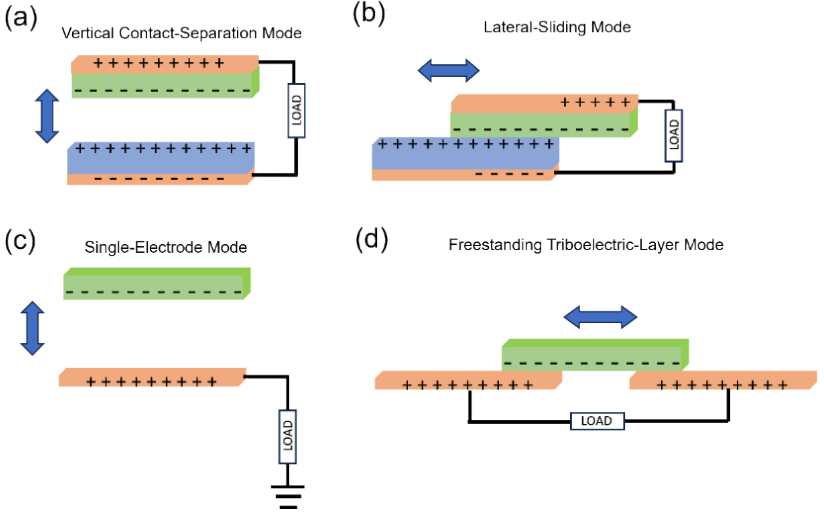 (a)
Vertical Contact-Separation Mode
+ + + + + + + + +
- - - - - - - - - - - -
LOAD
+ + + + + + + + + + + +
- - - - - - - - -
(b)
Lateral-Sliding Mode
+ + + + +
- - - - - - - - - - - -
LOAD
+ + + + + + + + + + + +
- - - - -
(c)
Single-Electrode Mode
- - - - - - - - - - - -
+ + + + + + + + +
LOAD
(d)
Freestanding Triboelectric-Layer Mode
- - - - - - - - - - - -
+ + + + + + + + +
+ + + + + + + + +
LOAD